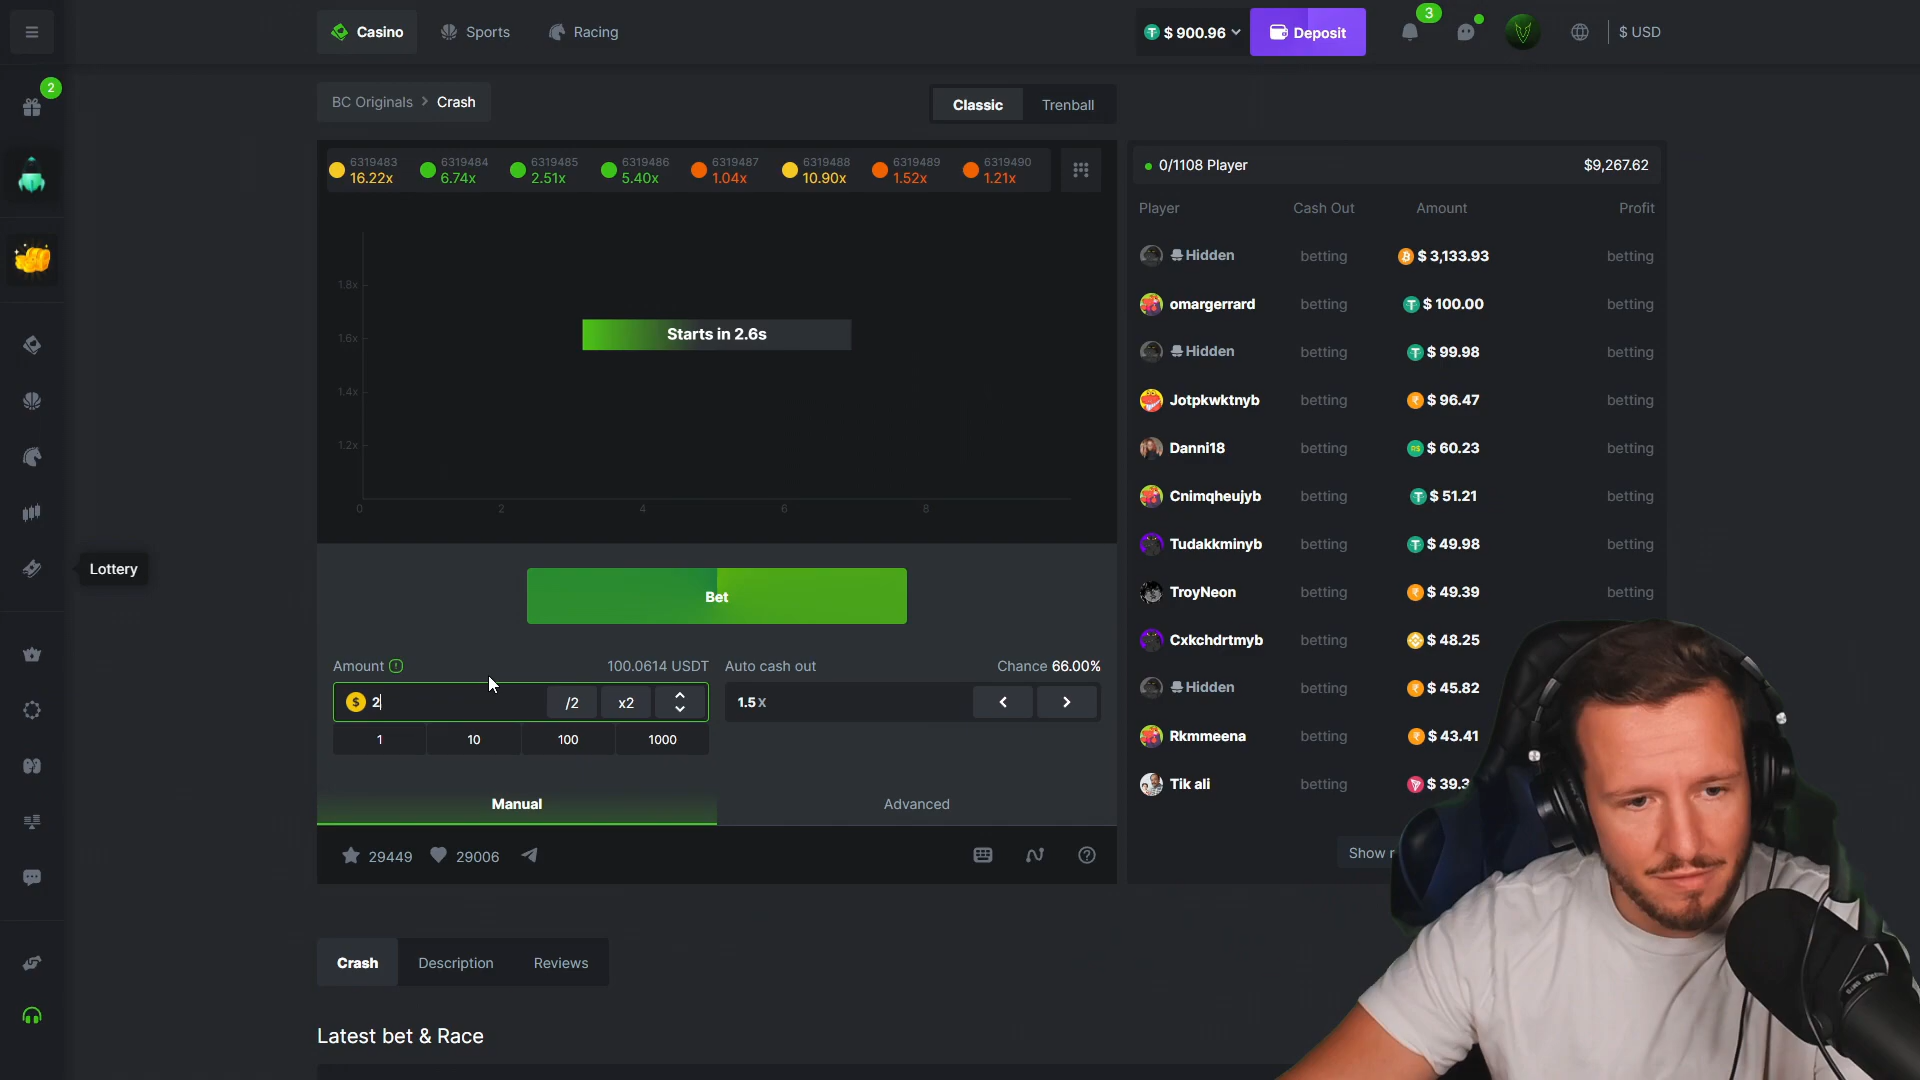 Casino Sports Racing
$ 900.96 Deposit 3 $ USD
2
BC Originals > Crash
Classic Trenball
6319483 6319484 6319485 6319486 6319487 6319488 6319489 6319490
16.22x 6.74x 2.51x 5.40x 1.04x 10.90x 1.52x 1.21x
1.8x
1.6x
1.4x
1.2x
Starts in 2.6s
0 2 4 6 8
Lottery
Bet
Amount 100.0614 USDT Auto cash out Chance 66.00%
2 /2 x2 1.5 X
1 10 100 1000
Manual Advanced
29449 29006
0/1108 Player $9,267.62
Player Cash Out Amount Profit
Hidden betting $ 3,133.93 betting
omargerrard betting $ 100.00 betting
Hidden betting $ 99.98 betting
Jotpkwktnyb betting $ 96.47 betting
Danni18 betting $ 60.23 betting
Cnimqheujyb betting $ 51.21 betting
Tudakkminyb betting $ 49.98 betting
TroyNeon betting $ 49.39 betting
Cxkchdrtmyb betting $ 48.25
Hidden betting $ 45.82
Rkmmeena betting $ 43.41
Tik ali betting $ 39.3
Show
Crash Description Reviews
Latest bet & Race